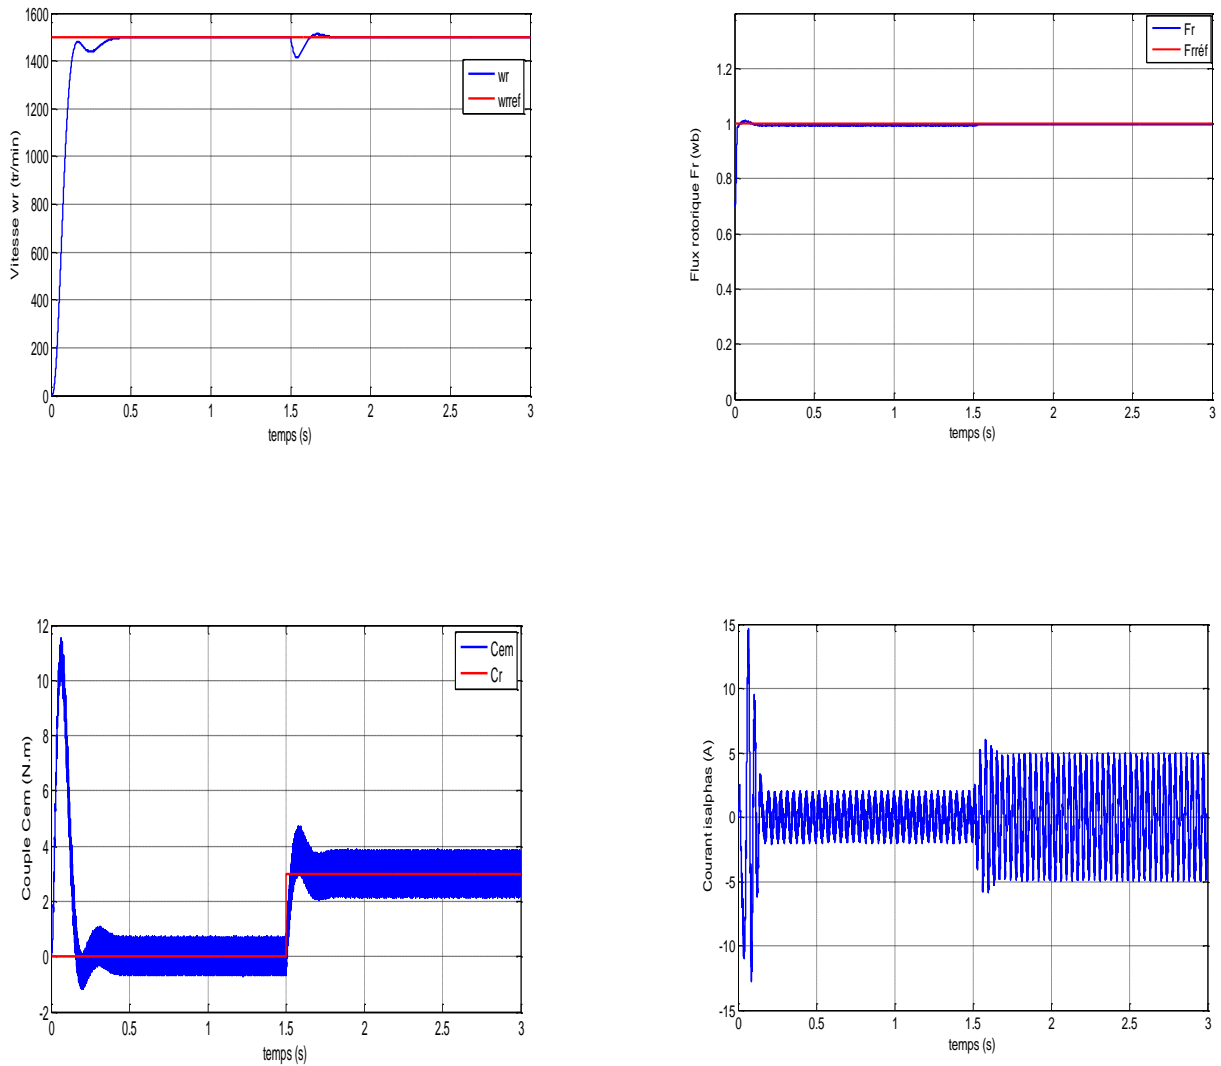 1600
1500
1400
1200
1000
800
600
400
200
0
Vitesse wr (tr/min)
wr
wrref
0 0.5 1 1.5 2 2.5 3
temps (s)
1.2
1
0.8
0.6
0.4
0.2
0
Flux rotorique Fr (wb)
Fr
Frréf
0 0.5 1 1.5 2 2.5 3
temps (s)
12
10
8
6
4
2
0
-2
Couple Cem (N.m)
Cem
Cr
0 0.5 1 1.5 2 2.5 3
temps (s)
15
10
5
0
-5
-10
-15
Courant isalphas (A)
0 0.5 1 1.5 2 2.5 3
temps (s)